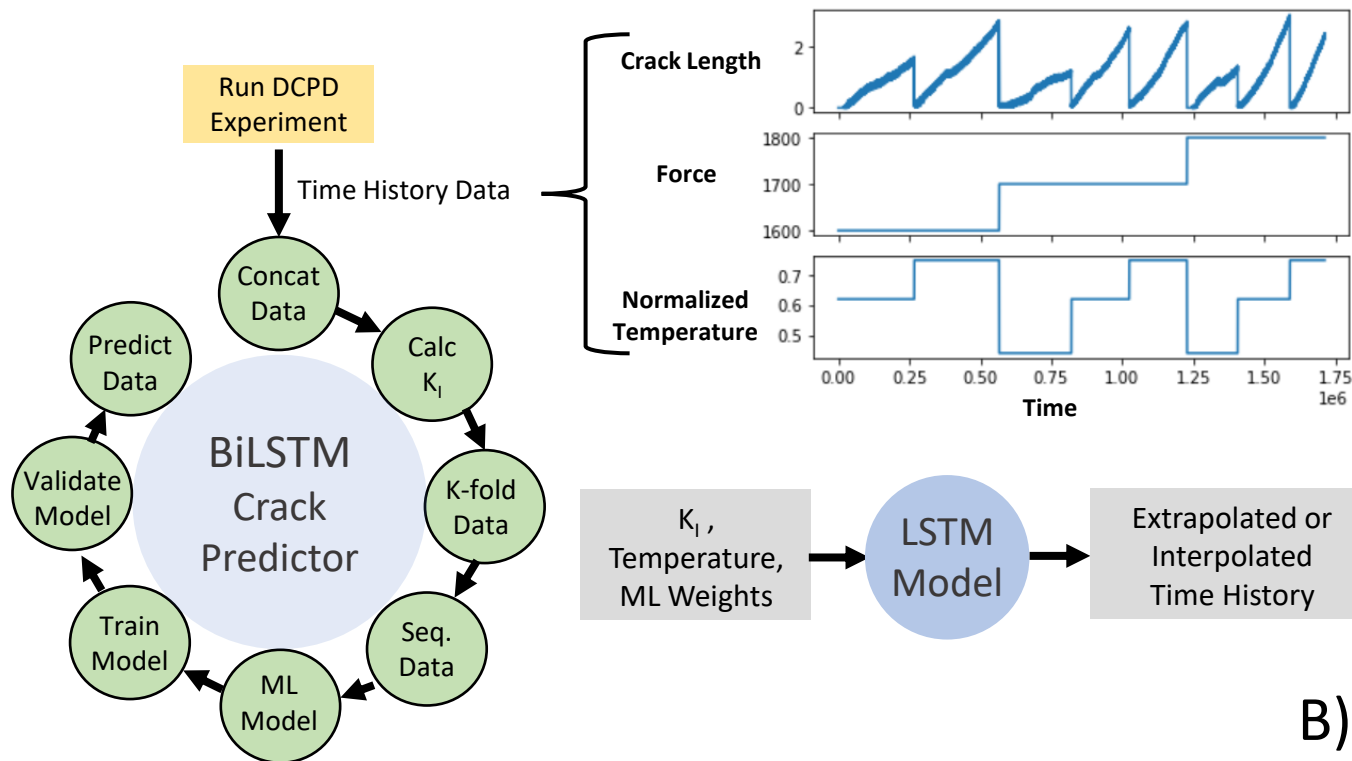 Run DCPD
Experiment
Time History Data
Concat
Data
Calc
K_I
K-fold
Data
Seq.
Data
ML
Model
Train
Model
Validate
Model
Predict
Data
BiLSTM
Crack
Predictor
Crack Length
2
0
Force
1800
1700
1600
Normalized
Temperature
0.7
0.6
0.5
0.00 0.25 0.50 0.75 1.00 1.25 1.50 1.75
1e6
Time
K_I ,
Temperature,
ML Weights
LSTM
Model
Extrapolated or
Interpolated
Time History
B)